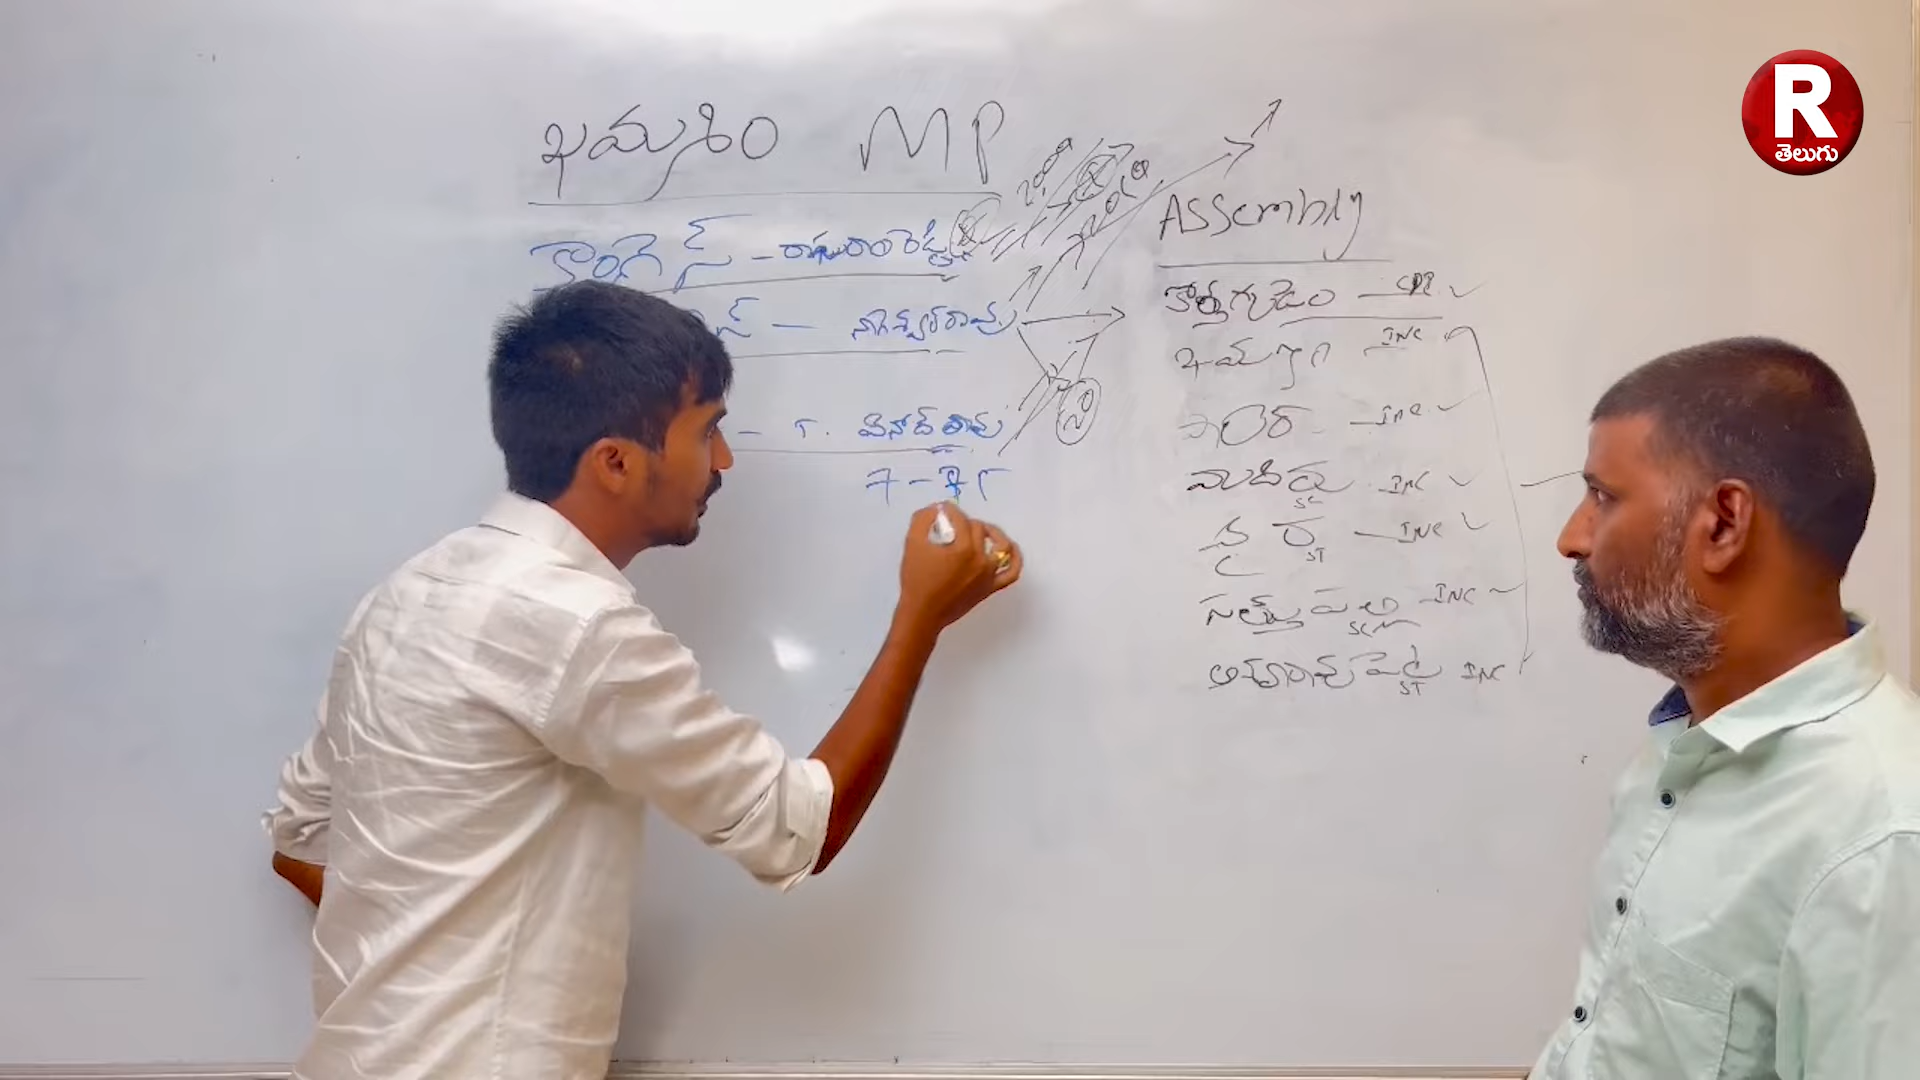 ఖమ్మం MP
కాంగ్రెస్ - రఘురాంరెడ్డి
- నాగేశ్వరరావు
- T. వినోద్ రావు
Assembly
కొత్తగూడెం - CPI
ఖమ్మం INC
పాలేరు - INC
మధిర INC
SC
వైరా - INC
ST
సత్తుపల్లి - INC
SC
అశ్వారావుపేట INC
ST
R
తెలుగు